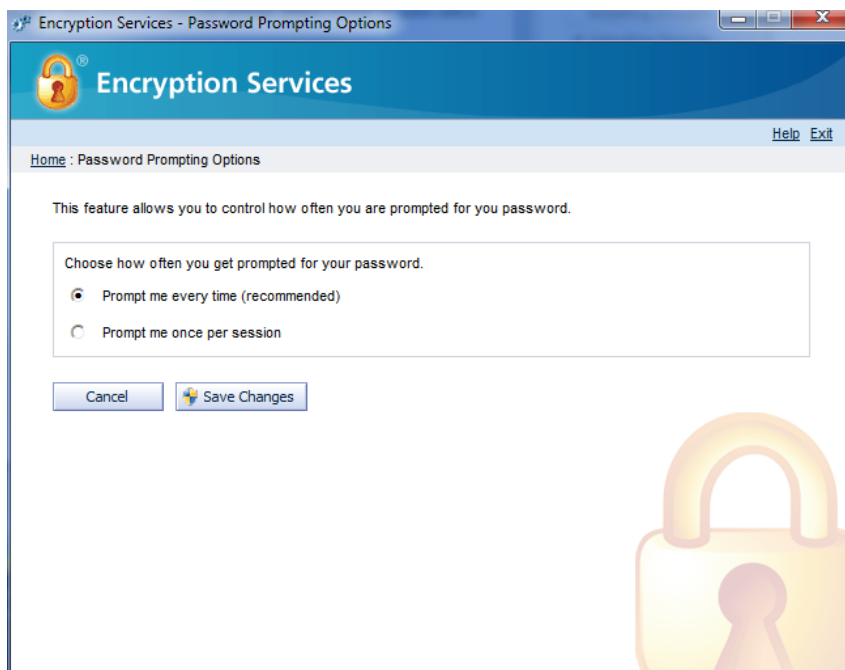 Encryption Services - Password Prompting Options
® Encryption Services
Help Exit
Home : Password Prompting Options
This feature allows you to control how often you are prompted for you password.
Choose how often you get prompted for your password.
Prompt me every time (recommended)
Prompt me once per session
Cancel Save Changes